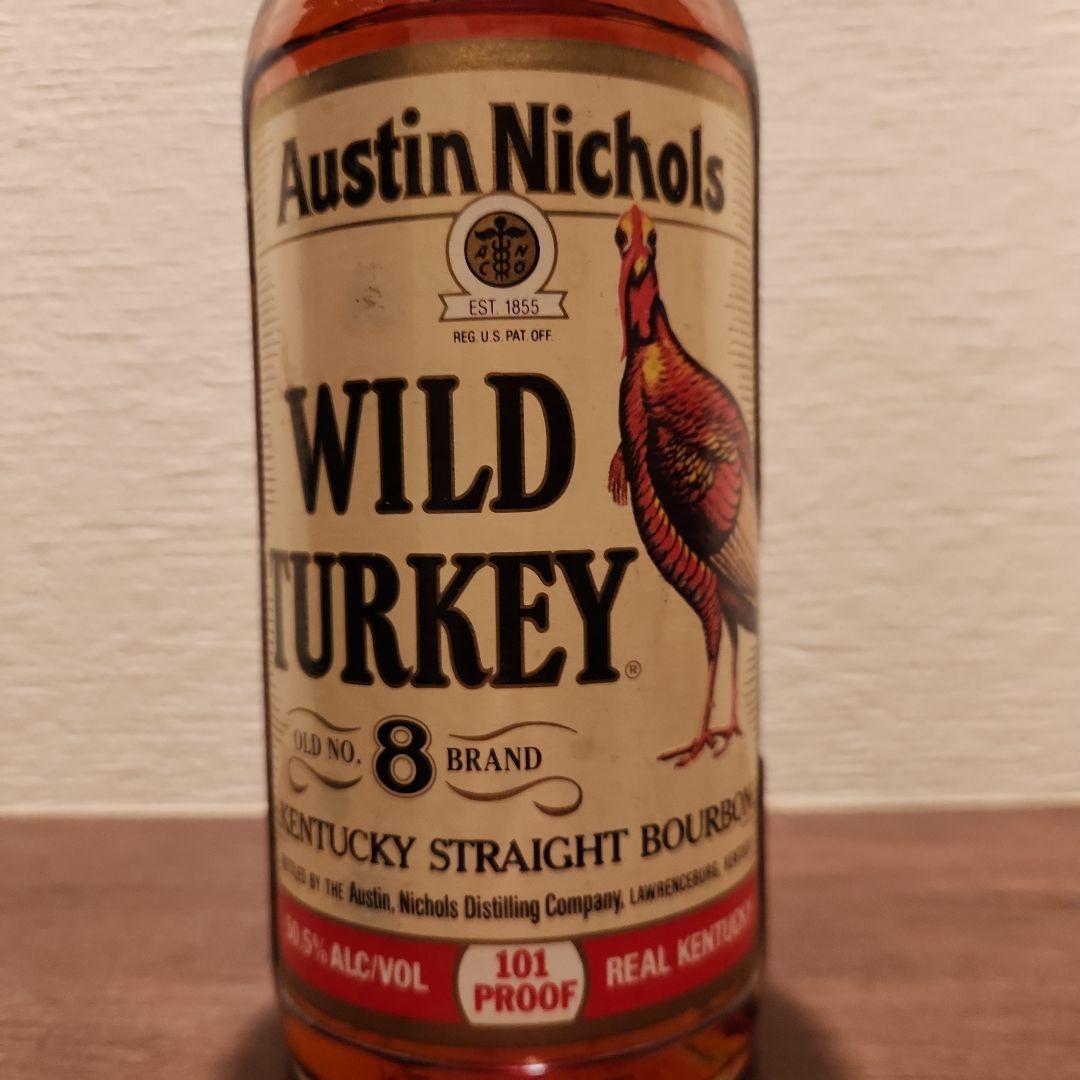 Austin Nichols
A N
C O
EST. 1855
REG. U.S. PAT. OFF.
WILD
TURKEY®
OLD NO. 8 BRAND
KENTUCKY STRAIGHT BOURBON
BY THE Austin, Nichols Distilling Company, LAWRENCEBURG,
50.5% ALC/VOL 101 PROOF REAL KENTUCKY